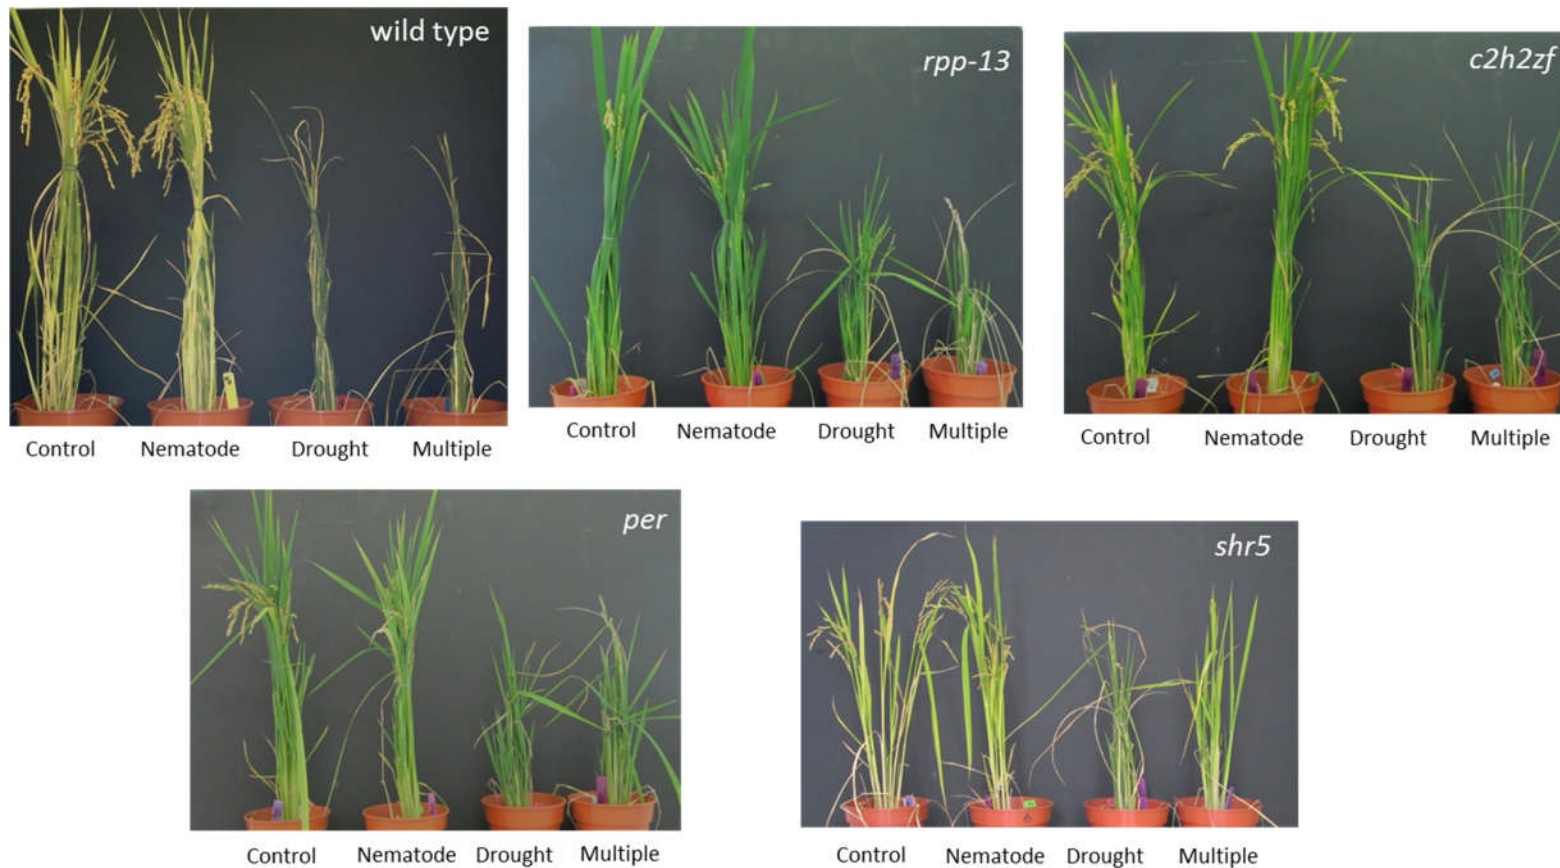 wild type
Control Nematode Drought Multiple
rpp-13
Control Nematode Drought Multiple
c2h2zf
Control Nematode Drought Multiple
per
Control Nematode Drought Multiple
shr5
Control Nematode Drought Multiple